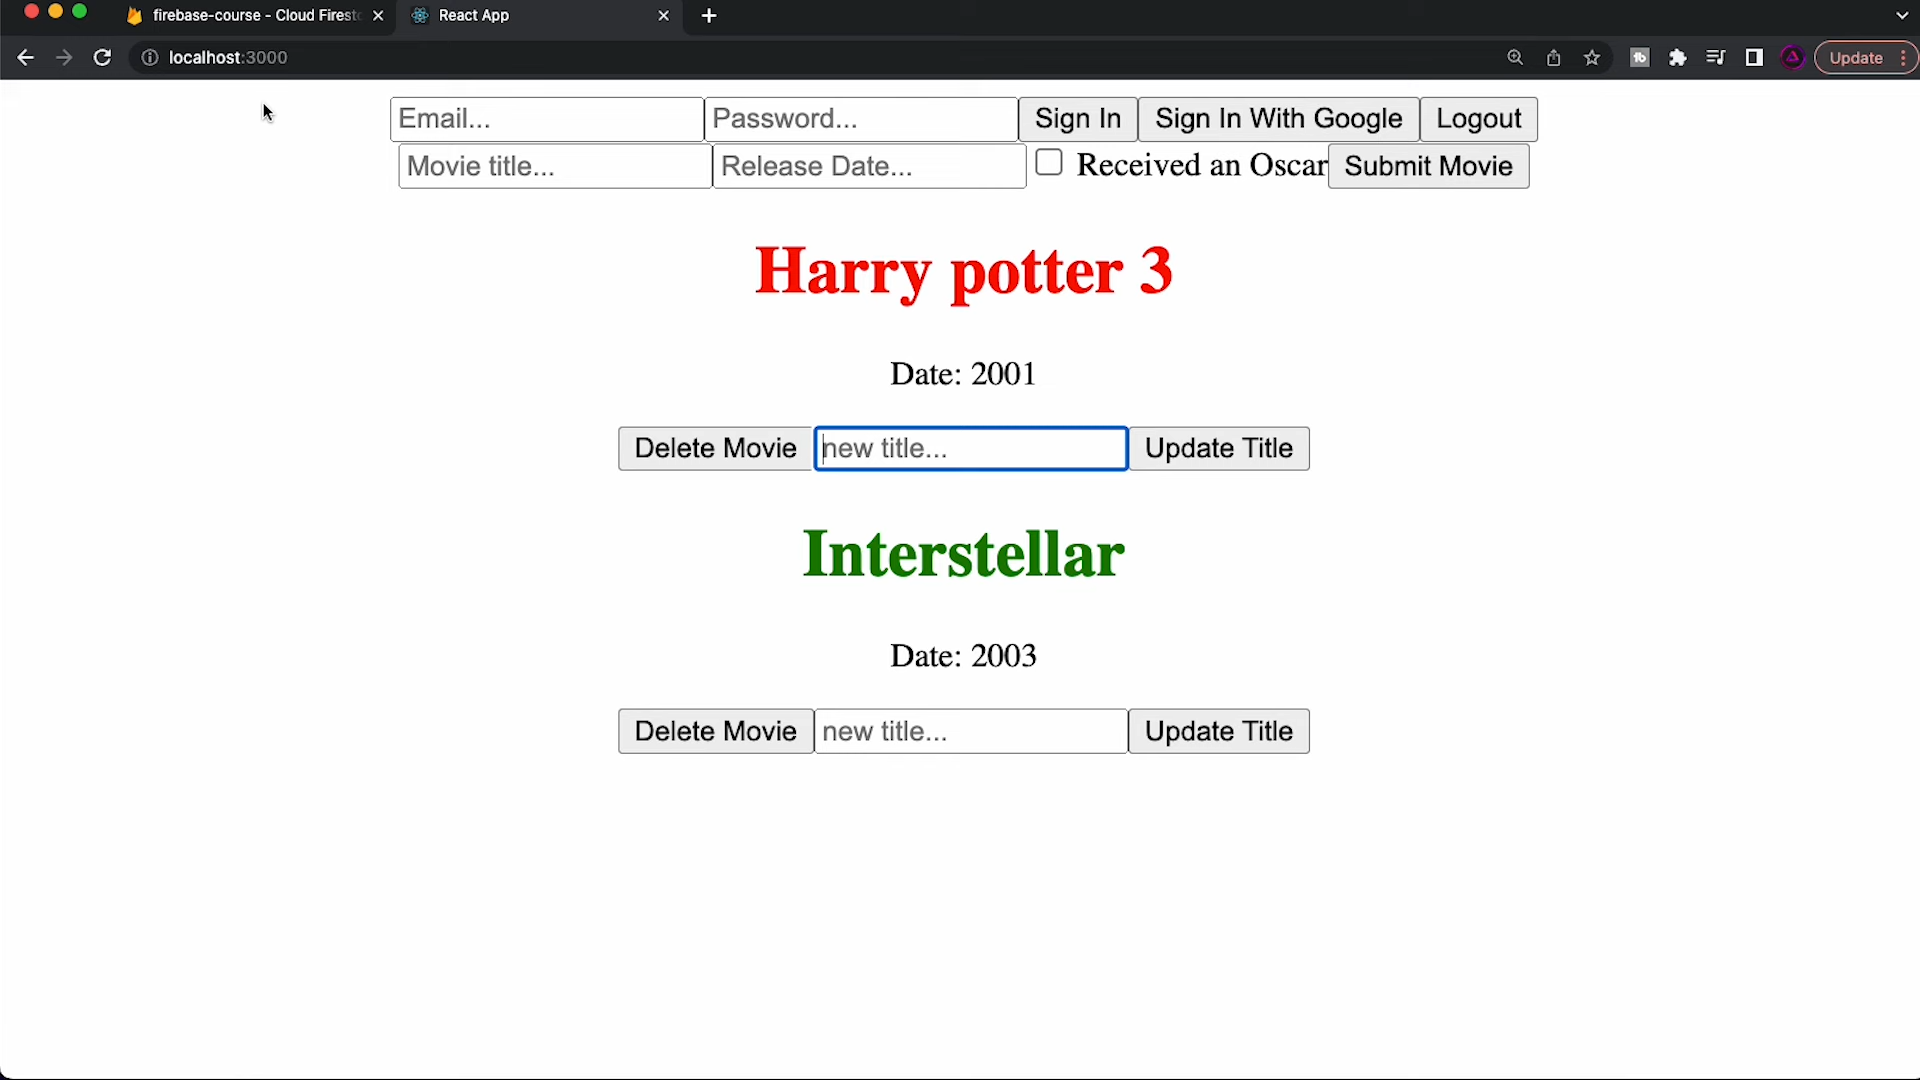 firebase-course - Cloud Firest
React App
localhost:3000
Update
Email... Password... Sign In Sign In With Google Logout
Movie title... Release Date... Received an Oscar Submit Movie
Harry potter 3
Date: 2001
Delete Movie new title... Update Title
Interstellar
Date: 2003
Delete Movie new title... Update Title